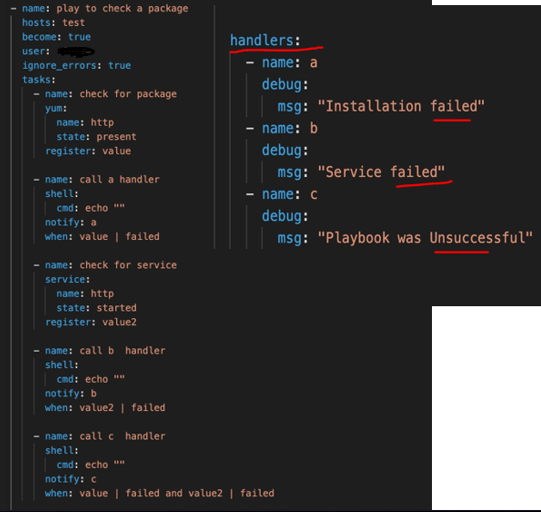 - name: play to check a package
hosts: test
become: true
user:
ignore_errors: true
tasks:
- name: check for package
yum:
name: http
state: present
register: value
- name: call a handler
shell:
cmd: echo ""
notify: a
when: value | failed
- name: check for service
service:
name: http
state: started
register: value2
- name: call b  handler
shell:
cmd: echo ""
notify: b
when: value2 | failed
- name: call c  handler
shell:
cmd: echo ""
notify: c
when: value | failed and value2 | failed
handlers:
- name: a
debug:
msg: "Installation failed"
- name: b
debug:
msg: "Service failed"
- name: c
debug:
msg: "Playbook was Unsuccessful"